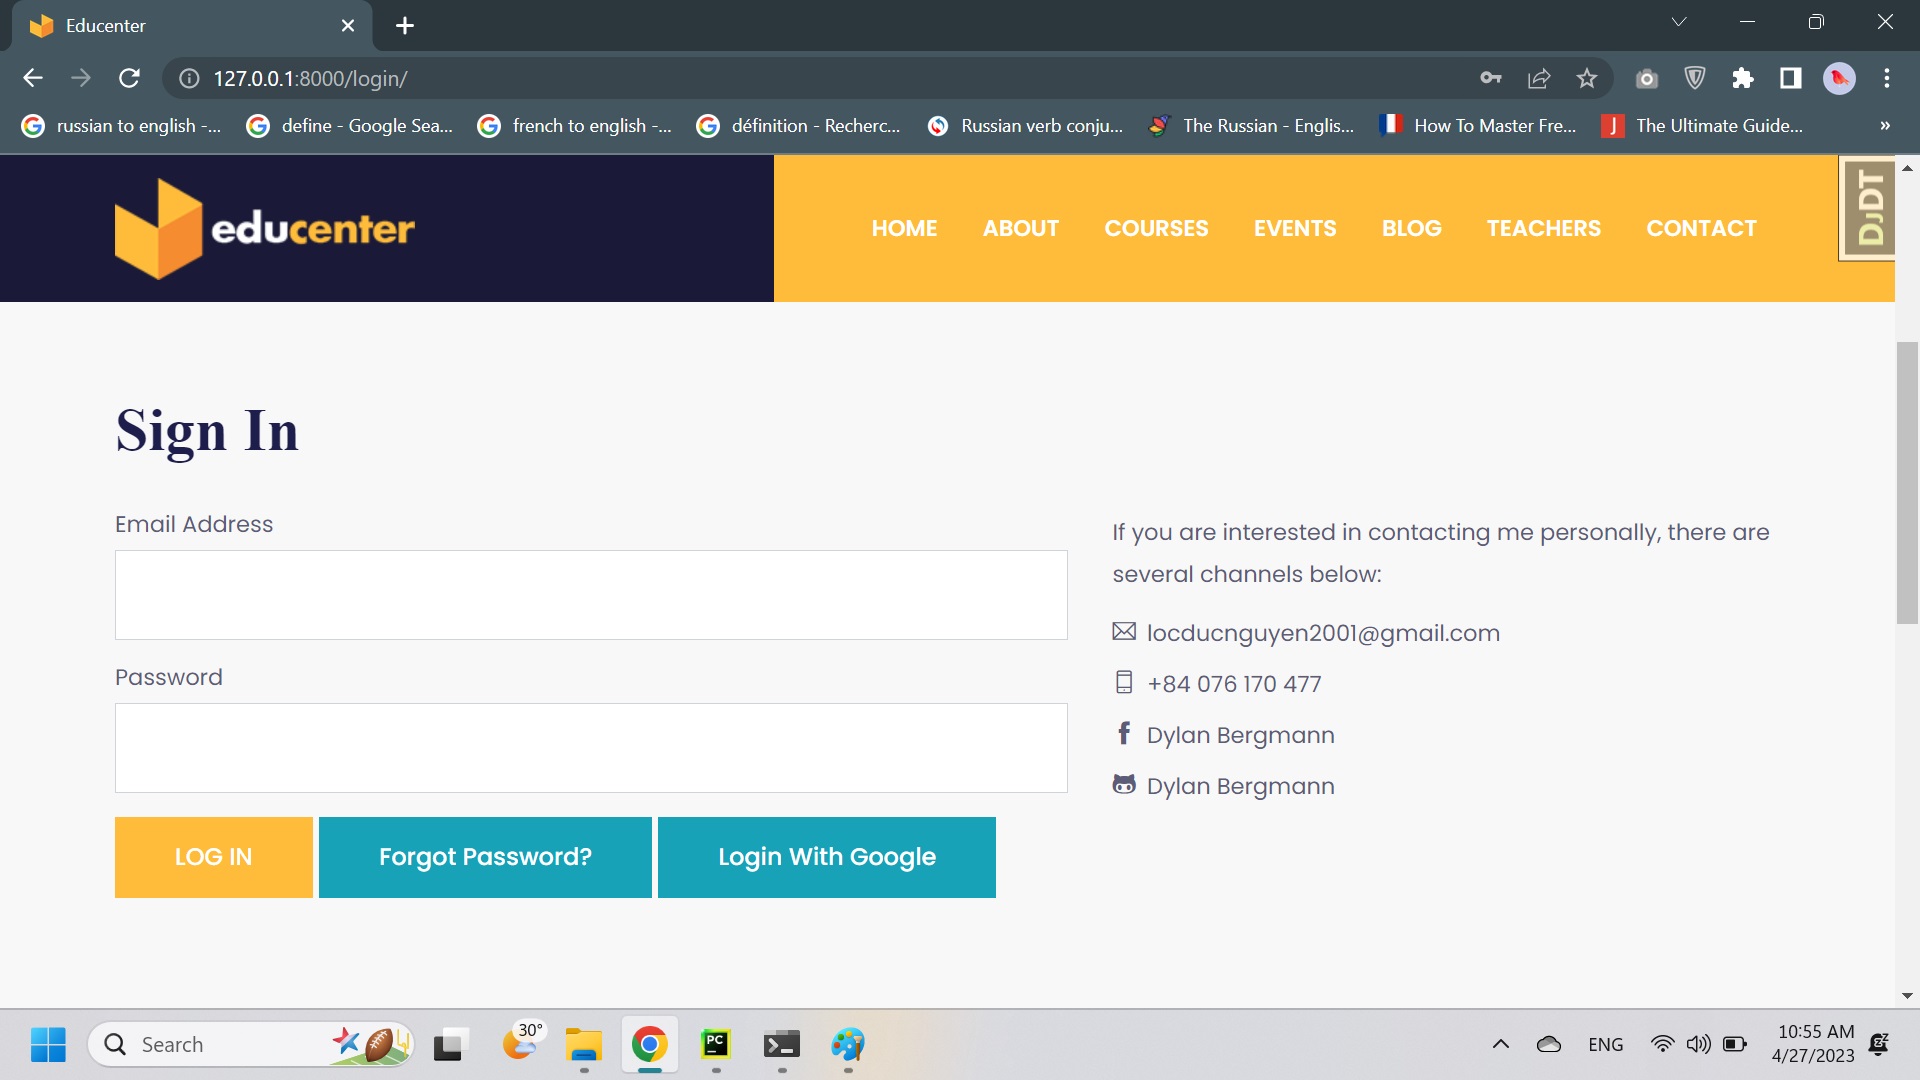 Educenter
127.0.0.1:8000/login/
russian to english -...
define - Google Sea...
french to english -...
définition - Recherc...
Russian verb conju...
The Russian - Englis...
How To Master Fre...
J
The Ultimate Guide...
»
educenter
HOME
ABOUT
COURSES
EVENTS
BLOG
TEACHERS
CONTACT
DJDT
Sign In
Email Address
If you are interested in contacting me personally, there are
several channels below:
locducnguyen2001@gmail.com
Password
+84 076 170 477
Dylan Bergmann
Dylan Bergmann
LOG IN
Forgot Password?
Login With Google
Search
30°
PC
ENG
10:55 AM
4/27/2023